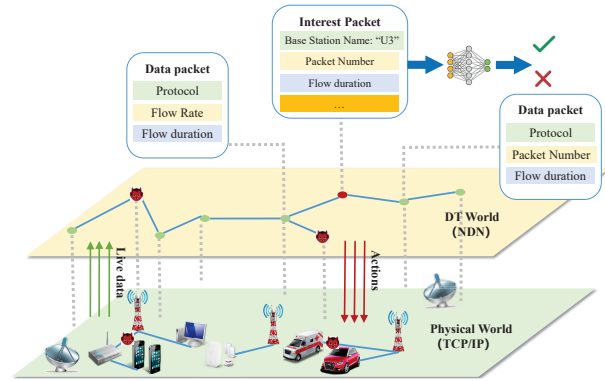 Interest Packet
Base Station Name: “U3”
Packet Number
Flow duration
...
Data packet
Protocol
Flow Rate
Flow duration
Data packet
Protocol
Packet Number
Flow duration
DT World
(NDN)
Live data
Actions
Physical World
(TCP/IP)